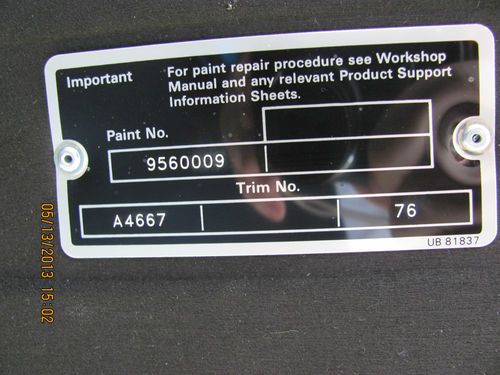 Important
For paint repair procedure see Workshop
Manual and any relevant Product Support
Information Sheets.
Paint No.
9560009
Trim No.
A4667 76
UB 81837
05/13/2013 15:02